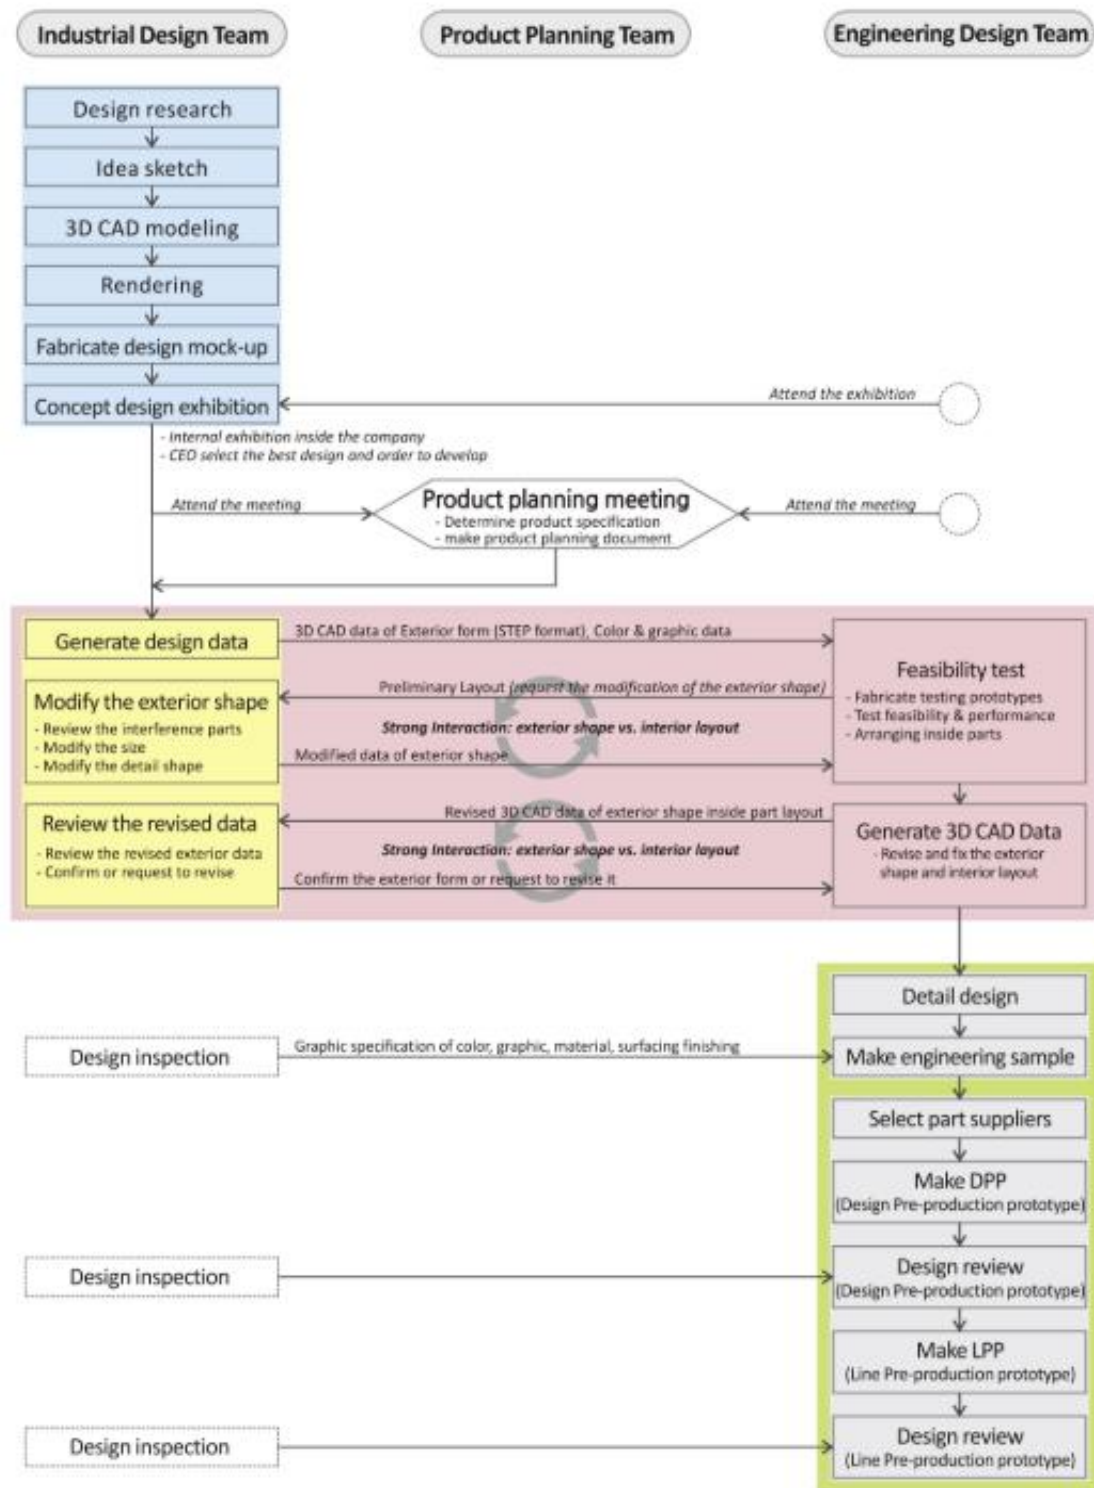 Industrial Design Team
Product Planning Team
Engineering Design Team
Design research
Idea sketch
3D CAD modeling
Rendering
Fabricate design mock-up
Concept design exhibition
Attend the exhibition
- Internal exhibition inside the company
- CEO select the best design and order to develop
Attend the meeting
Product planning meeting
- Determine product specification
- make product planning document
Attend the meeting
Generate design data
3D CAD data of Exterior form (STEP format), Color & graphic data
Feasibility test
- Fabricate testing prototypes
- Test feasibility & performance
- Arranging inside parts
Preliminary Layout (request the modification of the exterior shape)
Modify the exterior shape
- Review the interference parts
- Modify the size
- Modify the detail shape
Strong Interaction: exterior shape vs. interior layout
Modified data of exterior shape
Revised 3D CAD data of exterior shape inside part layout
Review the revised data
- Review the revised exterior data
- Confirm or request to revise
Strong Interaction: exterior shape vs. interior layout
Confirm the exterior form or request to revise it
Generate 3D CAD Data
- Revise and fix the exterior
shape and interior layout
Detail design
Design inspection
Graphic specification of color, graphic, material, surfacing finishing
Make engineering sample
Select part suppliers
Make DPP
(Design Pre-production prototype)
Design inspection
Design review
(Design Pre-production prototype)
Make LPP
(Line Pre-production prototype)
Design inspection
Design review
(Line Pre-production prototype)